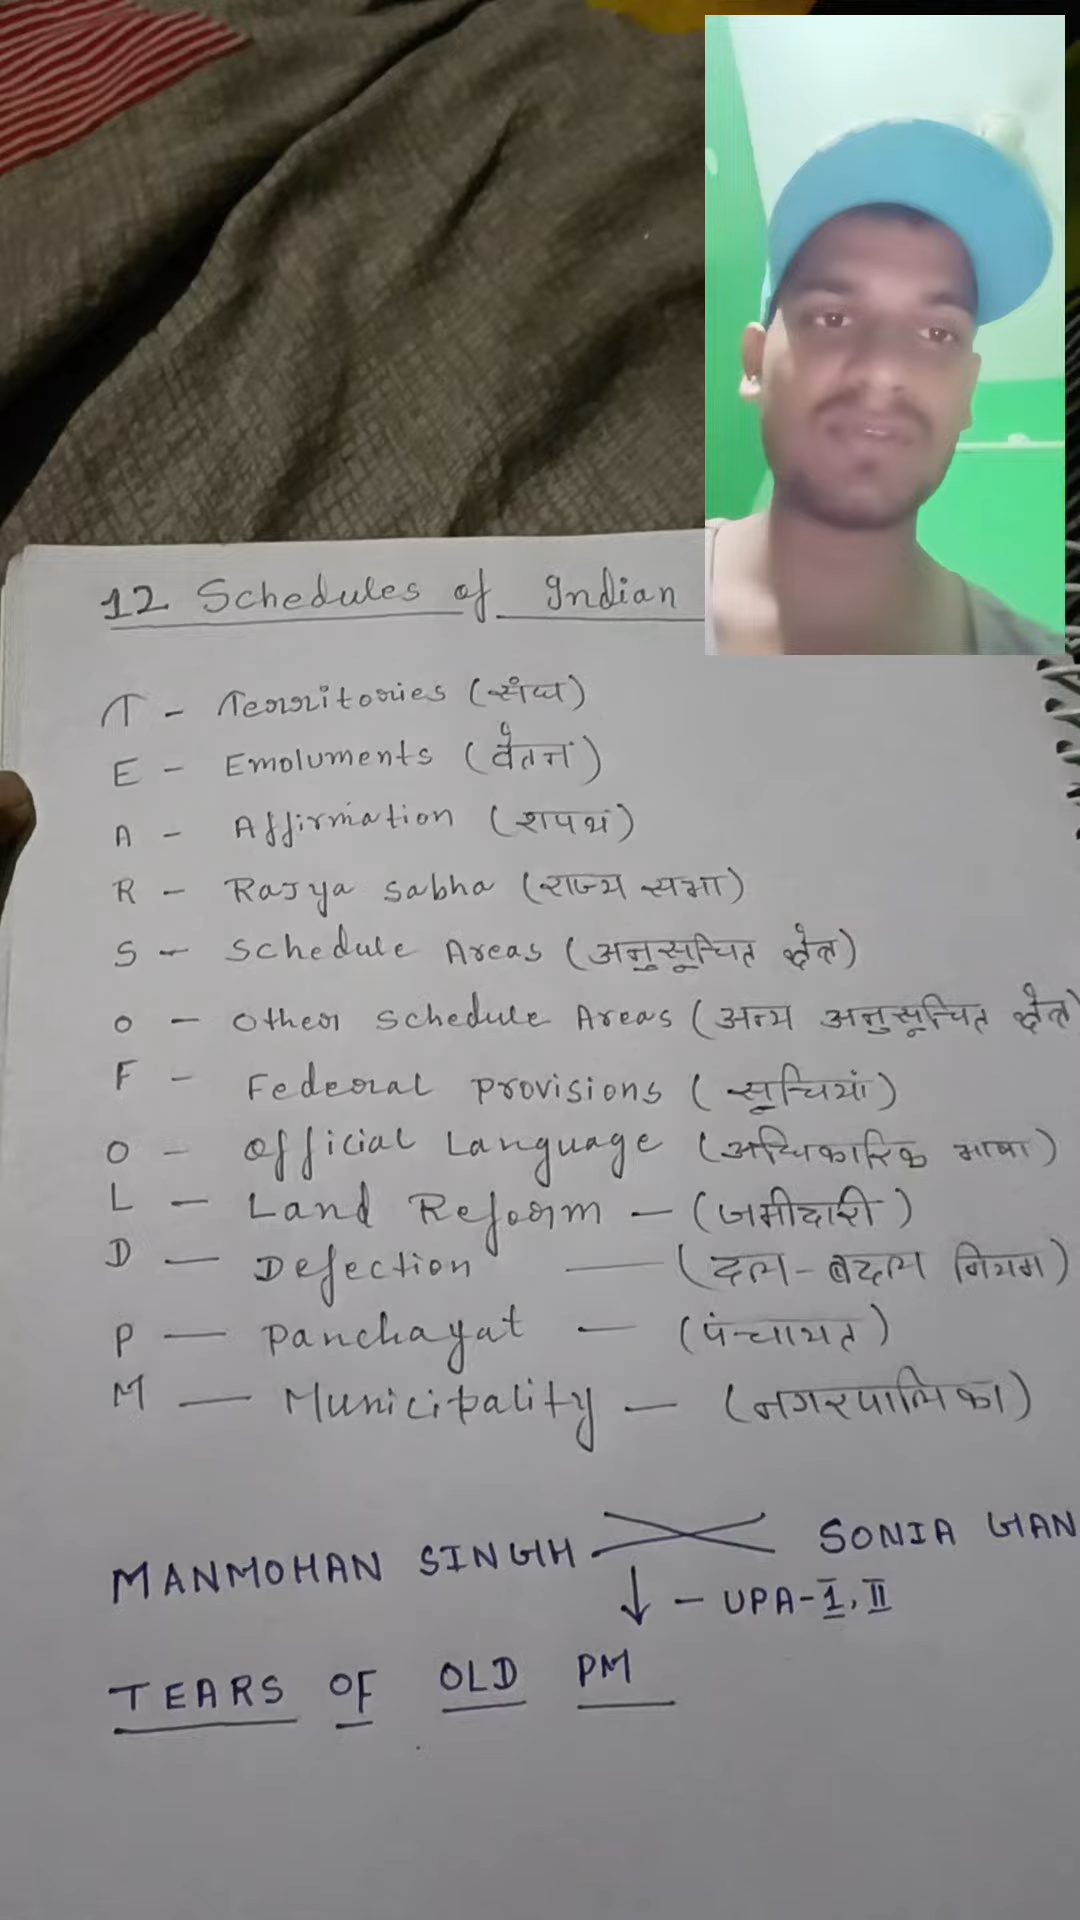 12 Schedules of Indian
T - Territories (संघ)
E - Emoluments (वेतन)
A - Affirmation (शपथ)
R - Rajya Sabha (राज्य सभा)
S - Schedule Areas (अनुसूचित क्षेत्र)
O - Other Schedule Areas (अन्य अनुसूचित क्षेत्र)
F - Federal Provisions (सूचियां)
O - Official Language (अधिकारिक भाषा)
L - Land Reform - (जमीदारी)
D - Defection - (दल-बदल नियम)
P - Panchayat - (पंचायत)
M - Municipality - (नगरपालिका)
MANMOHAN SINGH SONIA GAN
↓ - UPA-I, II
TEARS OF OLD PM